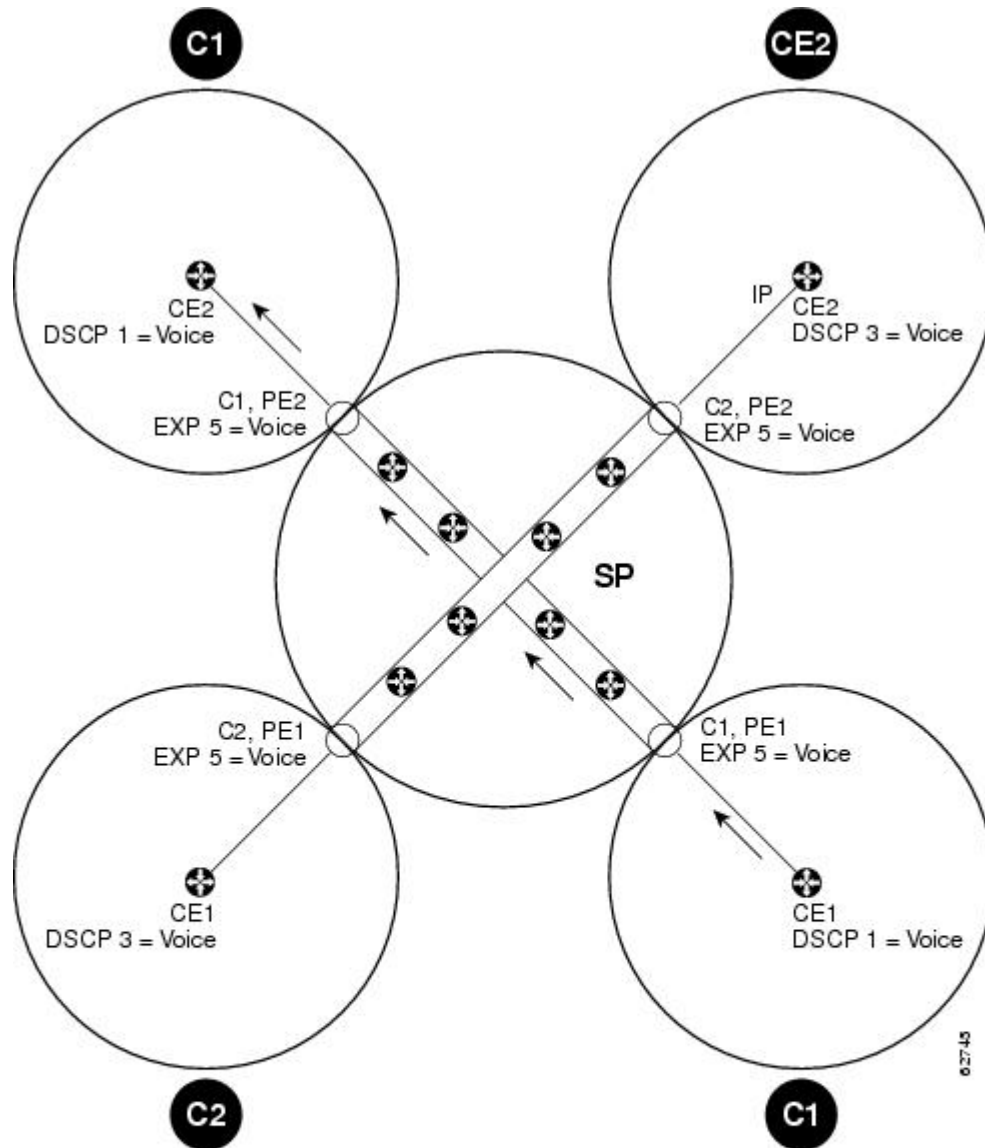 C1
CE2
CE2
DSCP 1 = Voice
IP
CE2
DSCP 3 = Voice
C1, PE2
EXP 5 = Voice
C2, PE2
EXP 5 = Voice
SP
C2, PE1
EXP 5 = Voice
C1, PE1
EXP 5 = Voice
CE1
DSCP 3 = Voice
CE1
DSCP 1 = Voice
62745
C2
C1